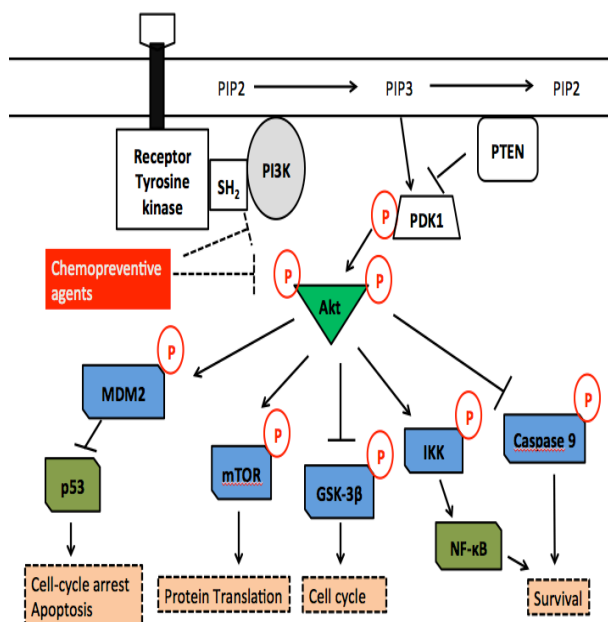 PIP2
PIP3
PIP2
Receptor
Tyrosine
kinase
SH2
PI3K
PTEN
PDK1
P
Chemopreventive
agents
P
P
Akt
P
MDM2
P
mTOR
P
GSK-3β
P
IKK
P
Caspase 9
p53
NF-κB
Cell-cycle arrest
Apoptosis
Protein Translation
Cell cycle
Survival